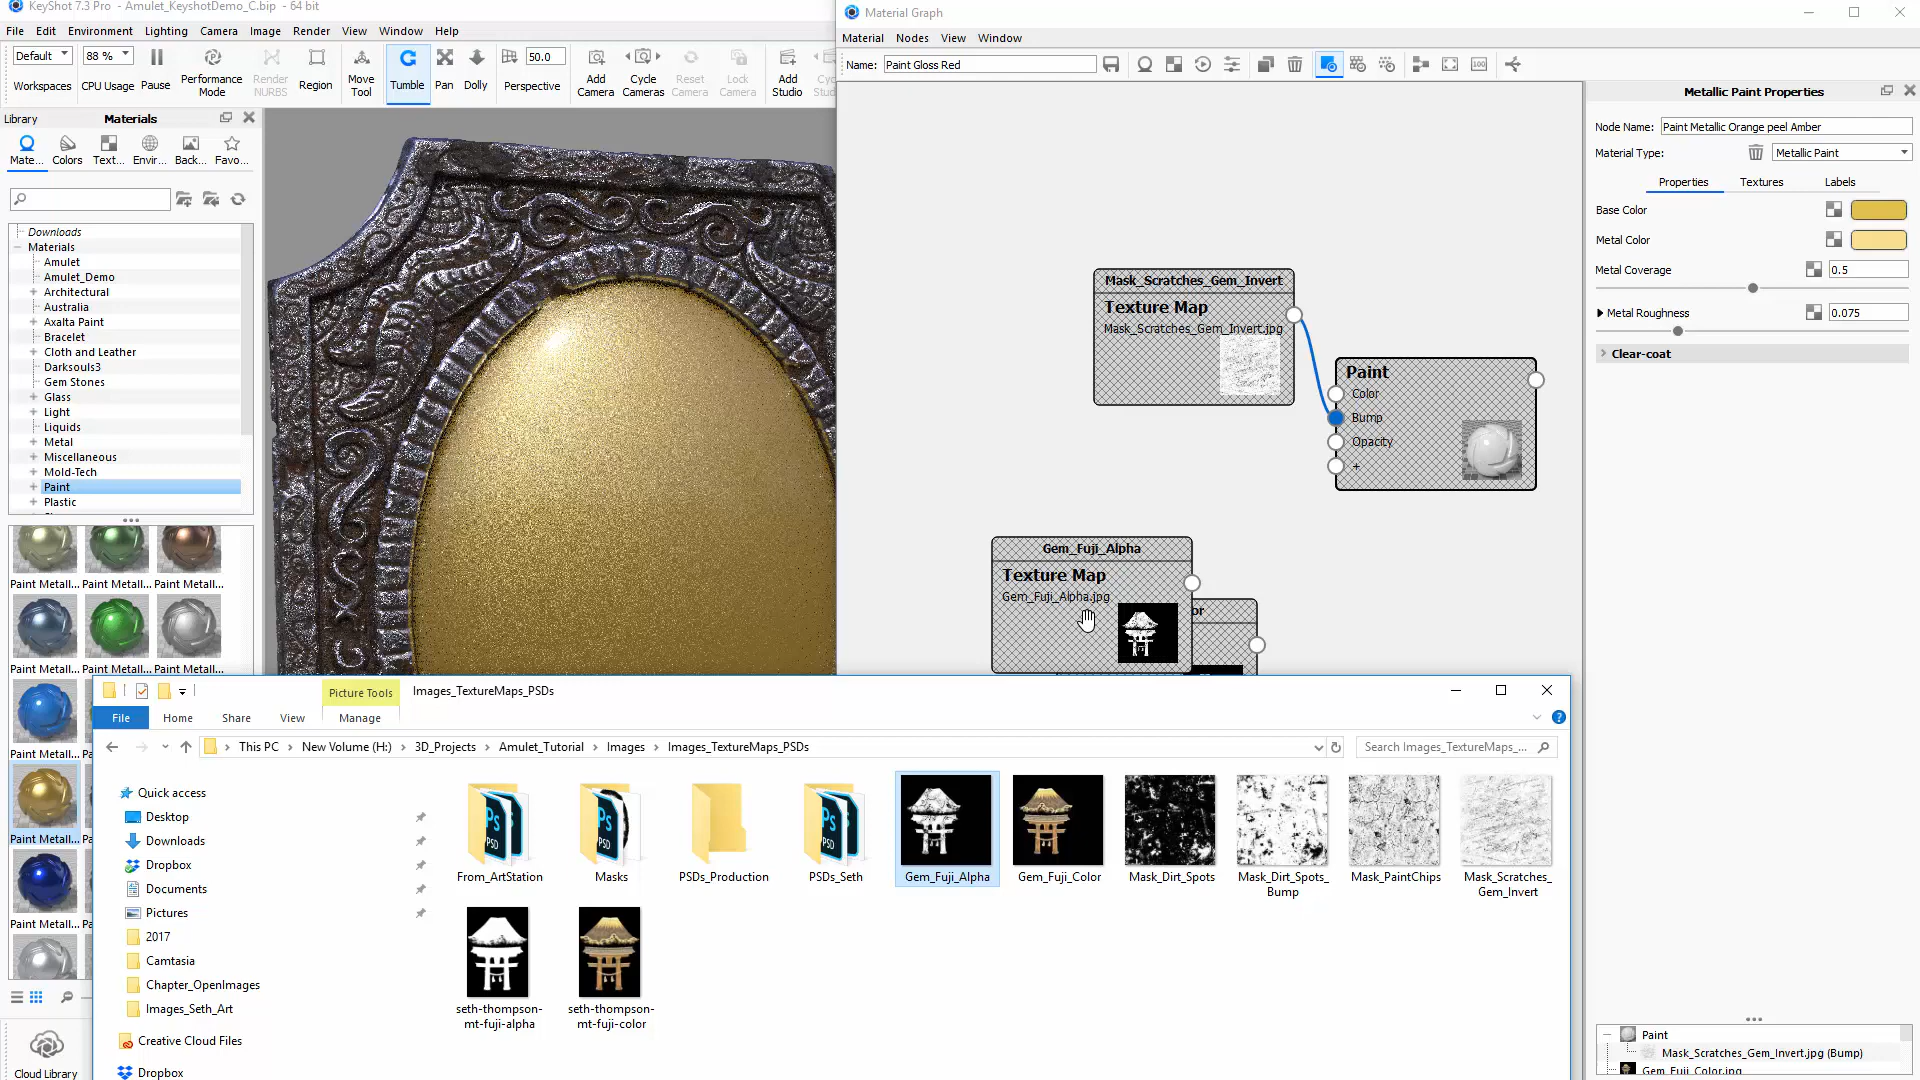 KeyShot 7.3 Pro - Amulet_KeyshotDemo_C.bip - 64 bit
File Edit Environment Lighting Camera Image Render View Window Help
Default 88 % 50.0
Workspaces CPU Usage Pause Performance Mode Render NURBS Region Move Tool Tumble Pan Dolly Perspective Add Camera Cycle Cameras Reset Camera Lock Camera Add Studio
Library Materials
Mate... Colors Text... Envir... Back... Favo...
Downloads
Materials
Amulet
Amulet_Demo
Architectural
Australia
Axalta Paint
Bracelet
Cloth and Leather
Darksouls3
Gem Stones
Glass
Light
Liquids
Metal
Miscellaneous
Mold-Tech
Paint
Plastic
Paint Metall... Paint Metall... Paint Metall...
Paint Metall... Paint Metall... Paint Metall...
Paint Metall...
Paint Metall...
Paint Metall...
Cloud Library
Material Graph
Material Nodes View Window
Name: Paint Gloss Red
100
Mask_Scratches_Gem_Invert
Texture Map
Mask_Scratches_Gem_Invert.jpg
Paint
Color
Bump
Opacity
+
Gem_Fuji_Alpha
Texture Map
Gem_Fuji_Alpha.jpg
or
Metallic Paint Properties
Node Name: Paint Metallic Orange peel Amber
Material Type: Metallic Paint
Properties Textures Labels
Base Color
Metal Color
Metal Coverage 0.5
Metal Roughness 0.075
Clear-coat
Paint
Mask_Scratches_Gem_Invert.jpg (Bump)
Gem_Fuji_Color.jpg
Picture Tools Images_TextureMaps_PSDs
File Home Share View Manage
This PC New Volume (H:) 3D_Projects Amulet_Tutorial Images Images_TextureMaps_PSDs
Search Images_TextureMaps_...
Quick access
Desktop
Downloads
Dropbox
Documents
Pictures
2017
Camtasia
Chapter_OpenImages
Images_Seth_Art
Creative Cloud Files
Dropbox
From_ArtStation
Masks
PSDs_Production
PSDs_Seth
Gem_Fuji_Alpha
Gem_Fuji_Color
Mask_Dirt_Spots
Mask_Dirt_Spots_
Bump
Mask_PaintChips
Mask_Scratches_
Gem_Invert
seth-thompson-
mt-fuji-alpha
seth-thompson-
mt-fuji-color